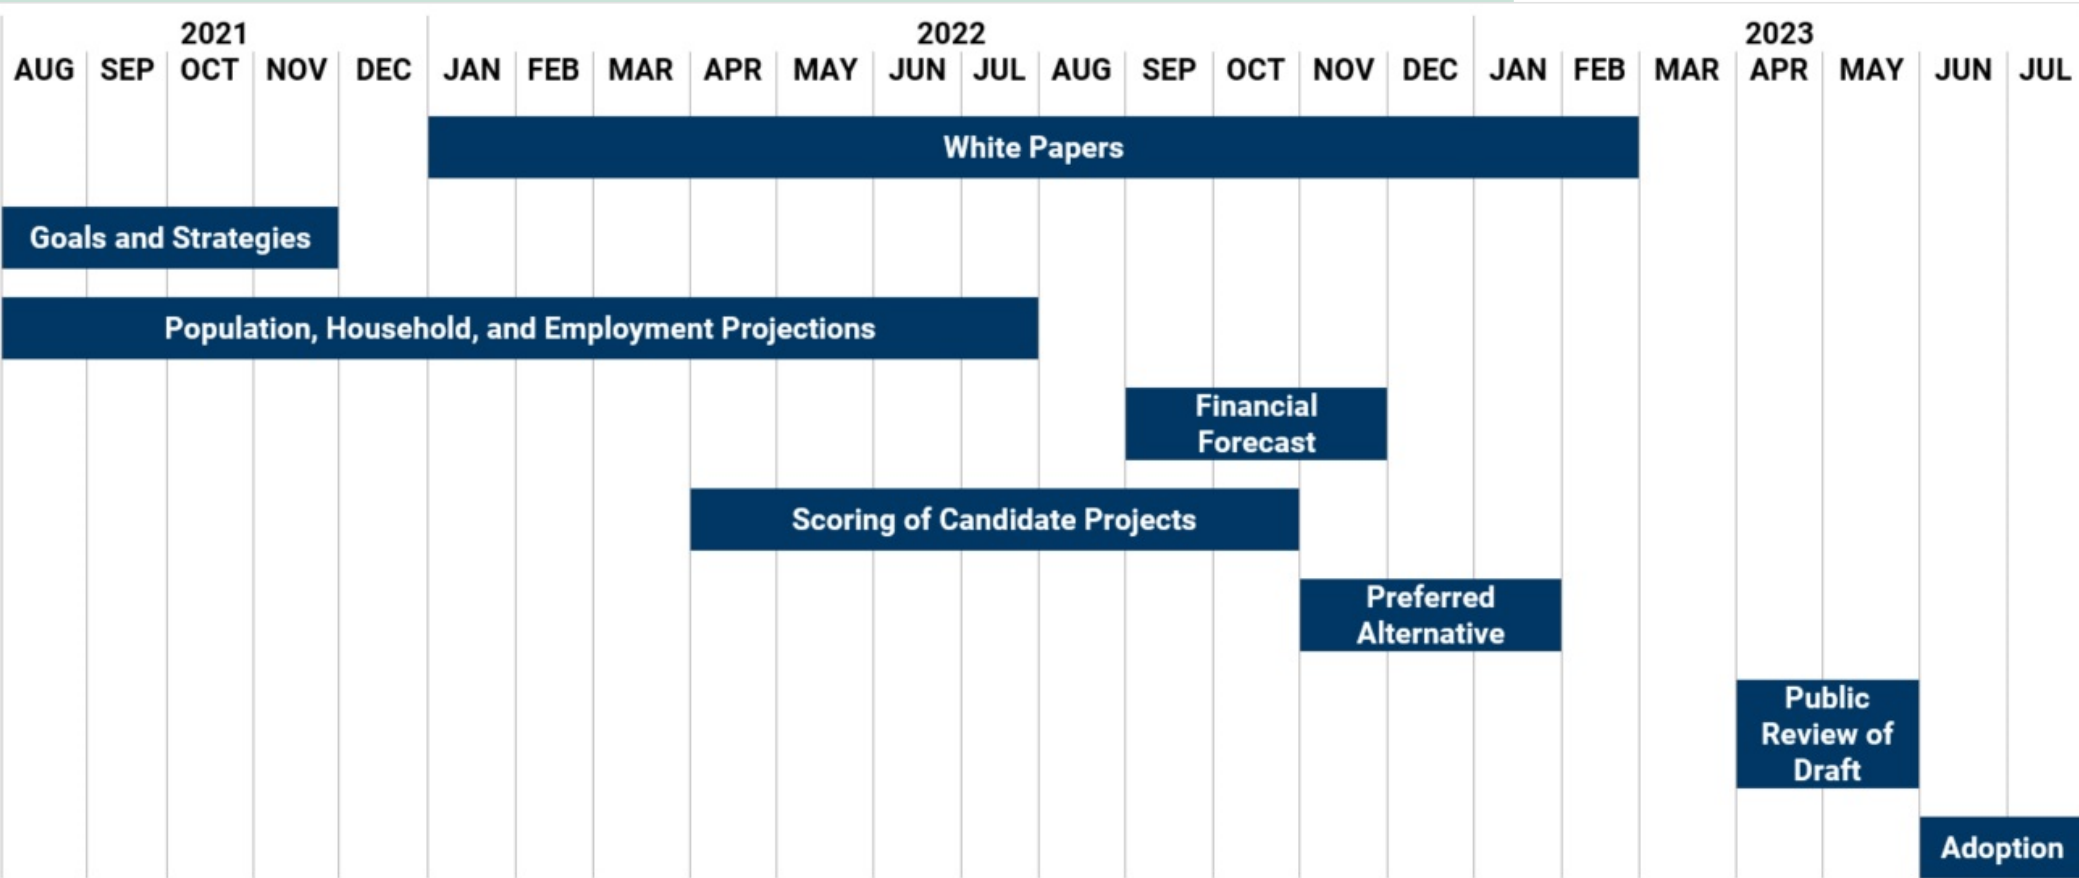 2021 2022 2023
AUG SEP OCT NOV DEC JAN FEB MAR APR MAY JUN JUL AUG SEP OCT NOV DEC JAN FEB MAR APR MAY JUN JUL
White Papers
Goals and Strategies
Population, Household, and Employment Projections
Financial
Forecast
Scoring of Candidate Projects
Preferred
Alternative
Public
Review of
Draft
Adoption